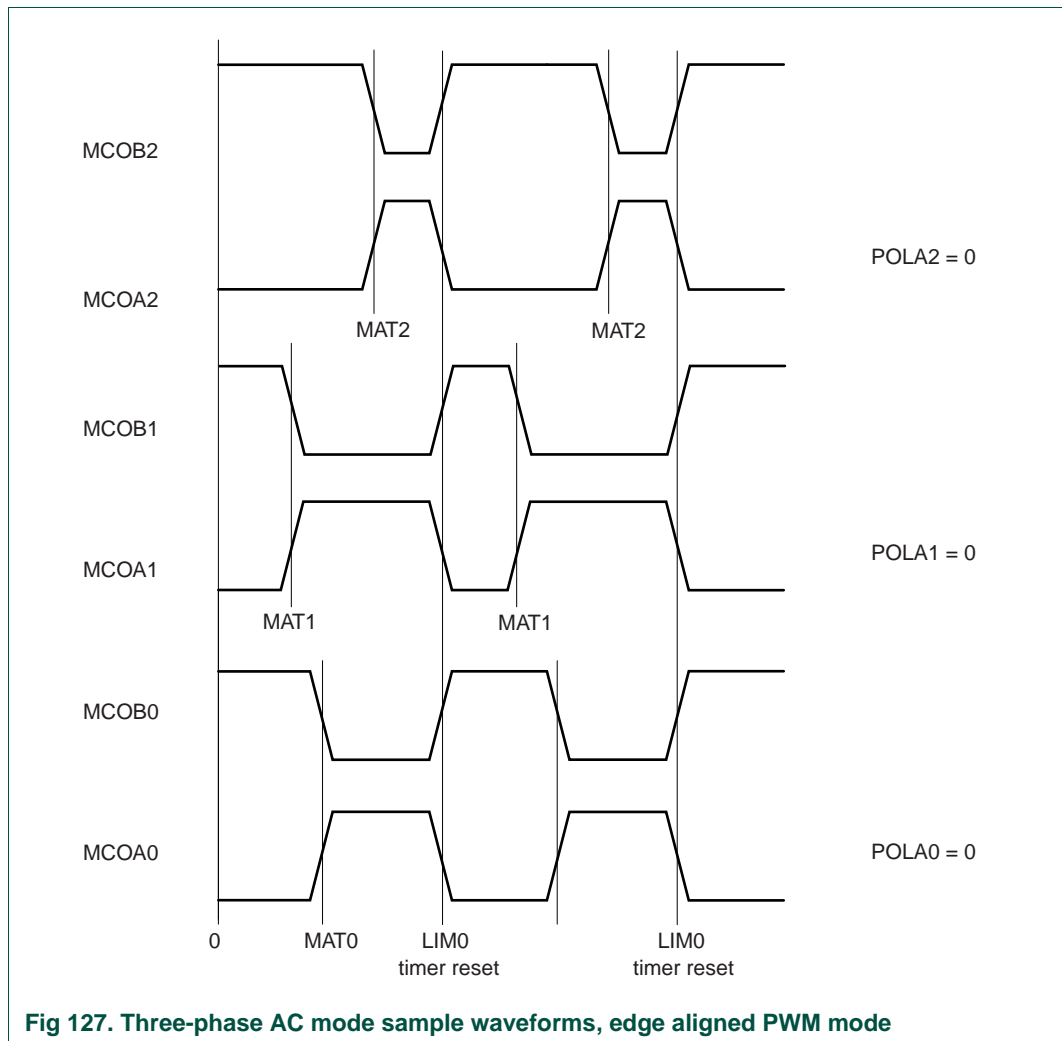 MCOB2
POLA2 = 0
MCOA2
MAT2 MAT2
MCOB1
POLA1 = 0
MCOA1
MAT1 MAT1
MCOB0
MCOA0 POLA0 = 0
0 MAT0 LIM0 LIM0
timer reset timer reset
Fig 127. Three-phase AC mode sample waveforms, edge aligned PWM mode